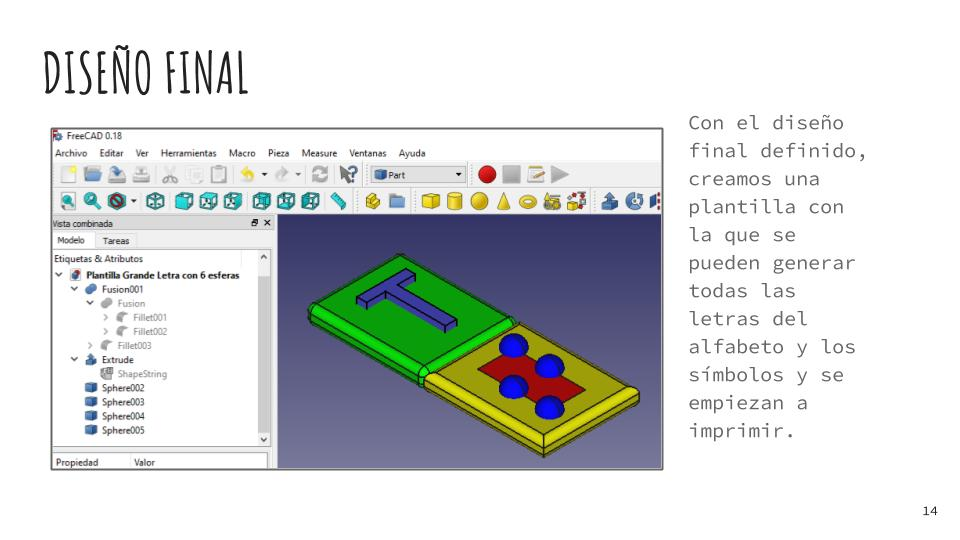 DISEÑO FINAL
FreeCAD 0.18
Archivo Editar Ver Herramientas Macro Pieza Measure Ventanas Ayuda
Part
Vista combinada
Modelo Tareas
Etiquetas & Atributos
Plantilla Grande Letra con 6 esferas
Fusion001
Fusion
Fillet001
Fillet002
Fillet003
Extrude
ShapeString
Sphere002
Sphere003
Sphere004
Sphere005
Propiedad Valor
T
Con el diseño
final definido,
creamos una
plantilla con
la que se
pueden generar
todas las
letras del
alfabeto y los
símbolos y se
empiezan a
imprimir.
14